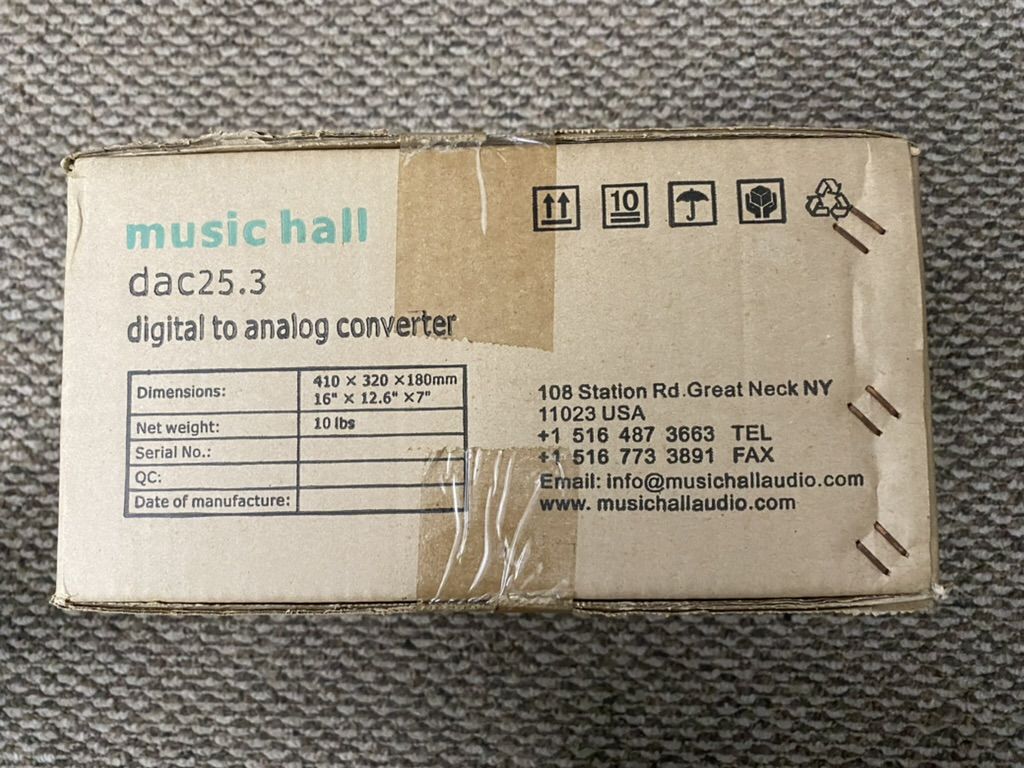 music hall
dac25.3
digital to analog converter
10
Dimensions: 410 × 320 ×180mm
16" × 12.6" ×7"
Net weight: 10 lbs
Serial No.:
QC:
Date of manufacture:
108 Station Rd.Great Neck NY
11023 USA
+1 516 487 3663 TEL
+1 516 773 3891 FAX
Email: info@musichallaudio.com
www. musichallaudio.com